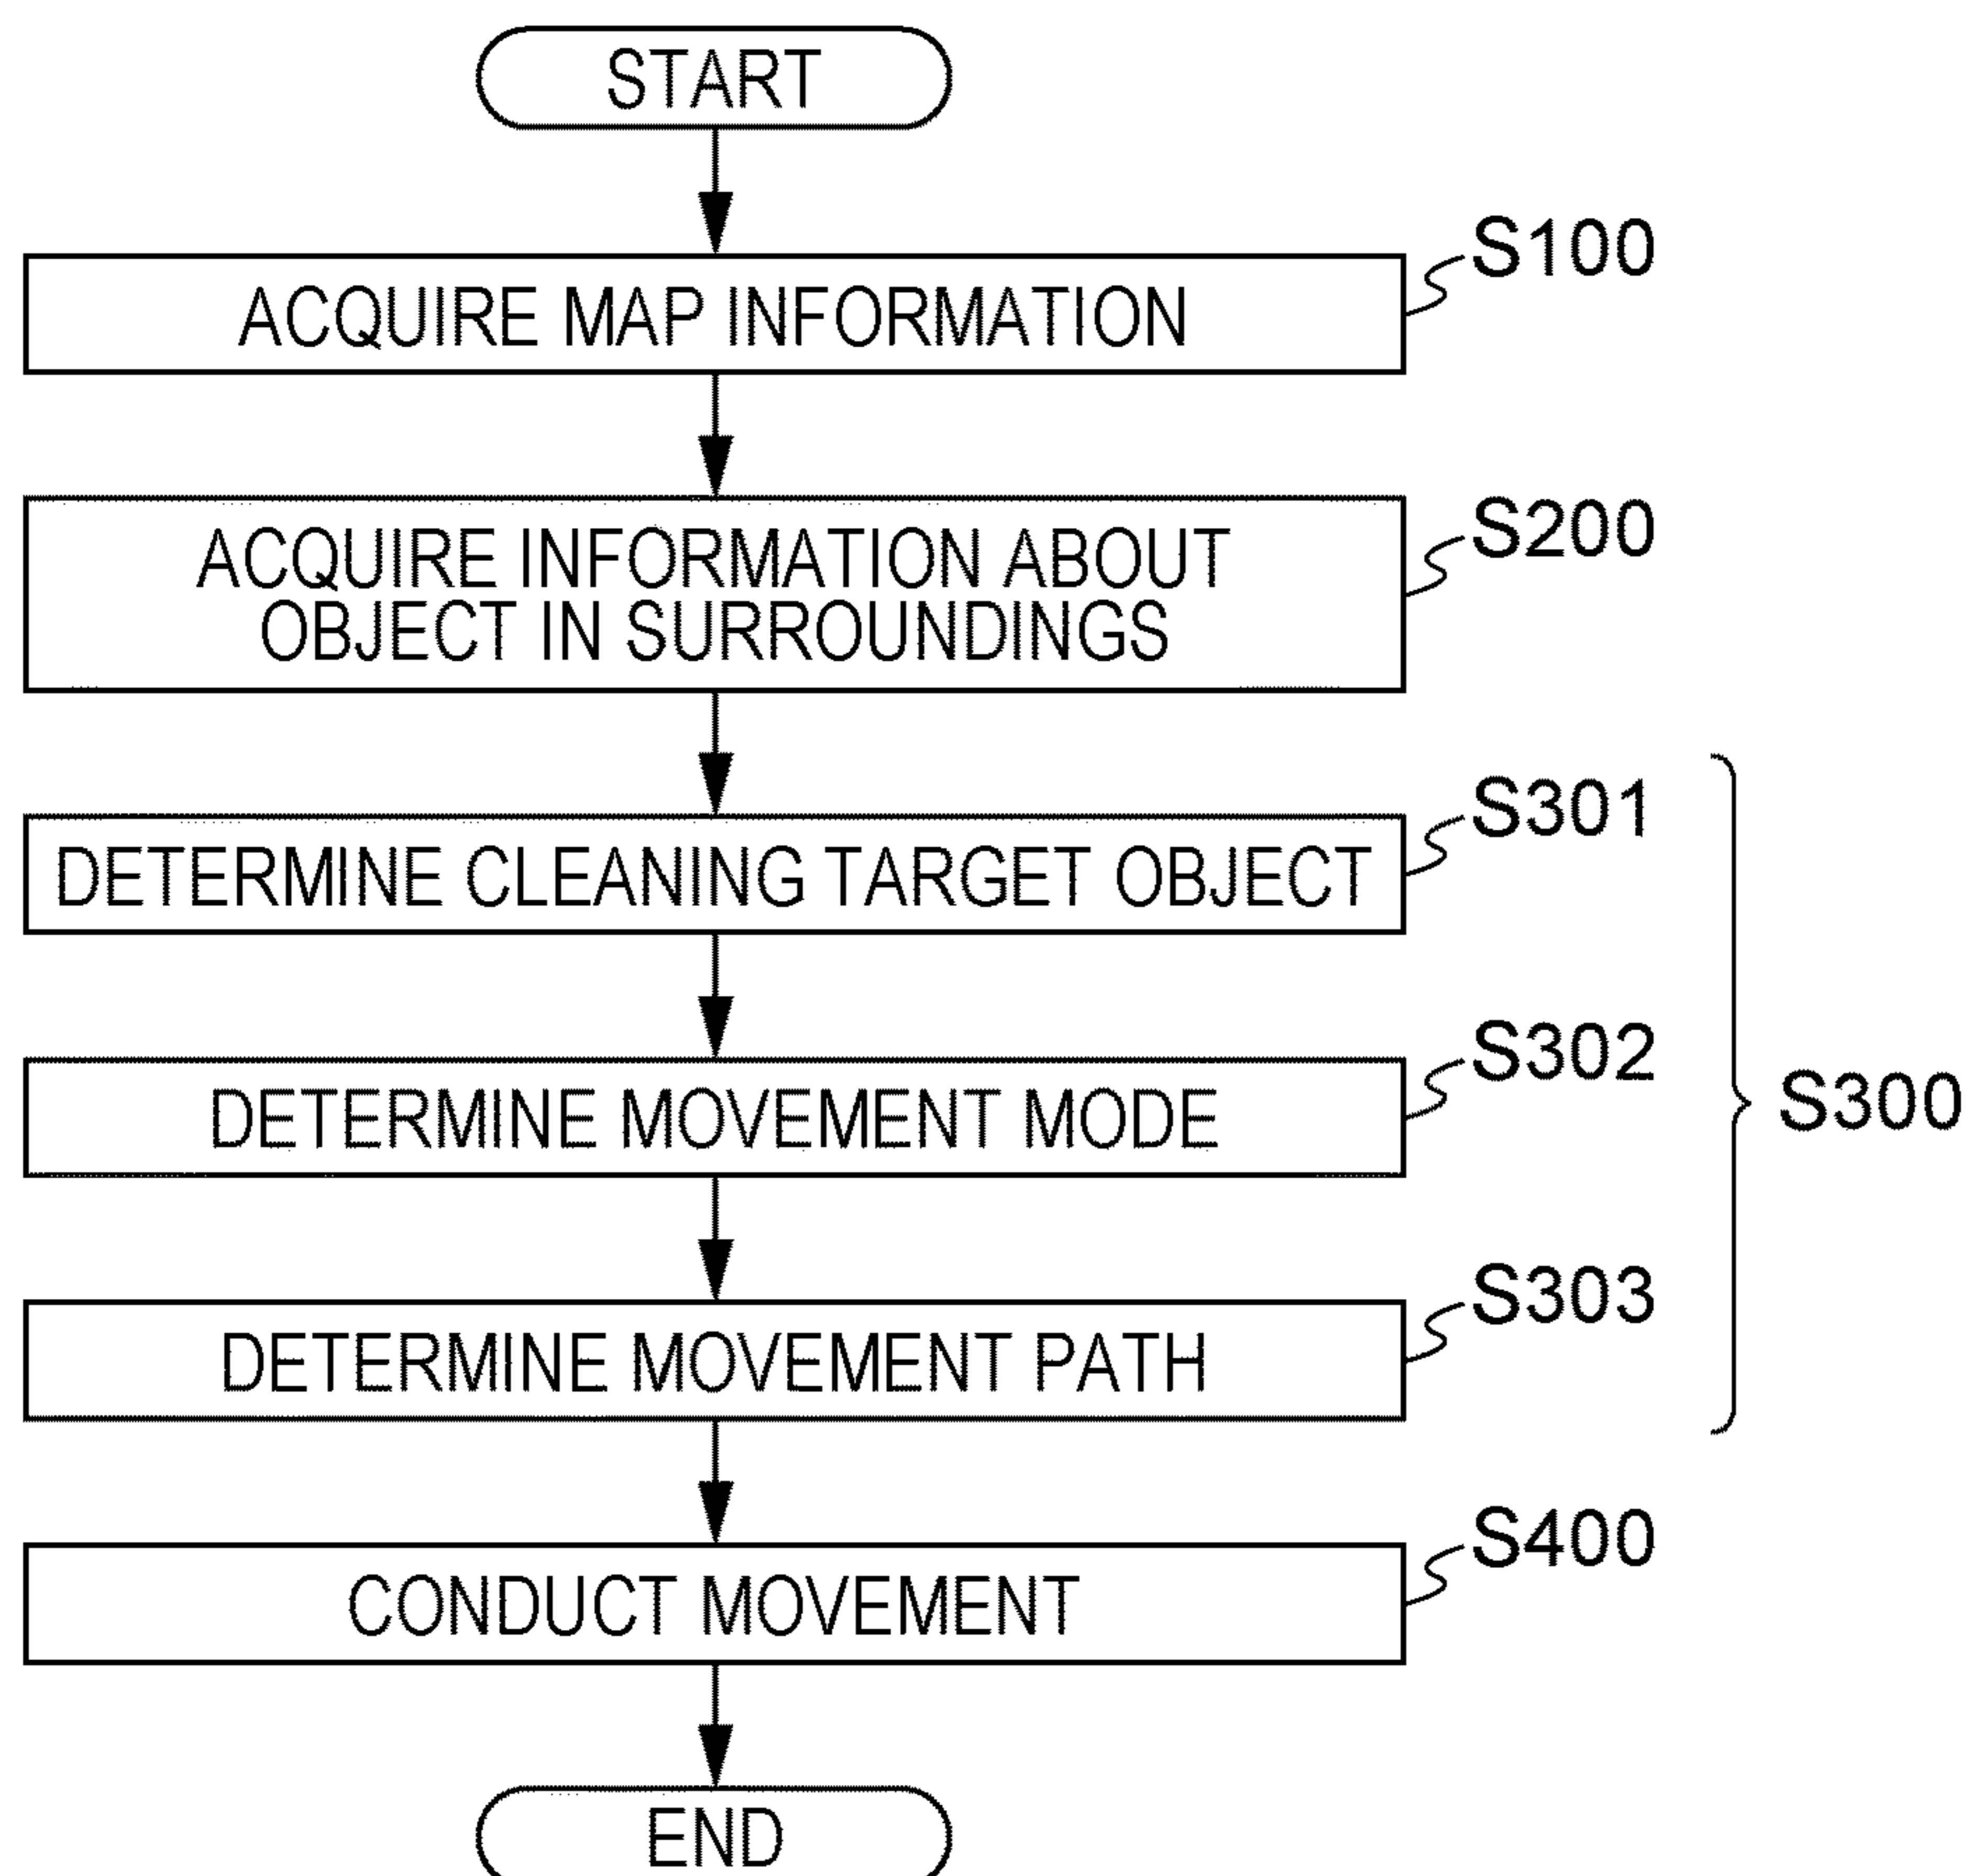 START
S100
ACQUIRE MAP INFORMATION
S200
ACQUIRE INFORMATION ABOUT
OBJECT IN SURROUNDINGS
S301
DETERMINE CLEANING TARGET OBJECT
S302
DETERMINE MOVEMENT MODE
S300
S303
DETERMINE MOVEMENT PATH
S400
CONDUCT MOVEMENT
END